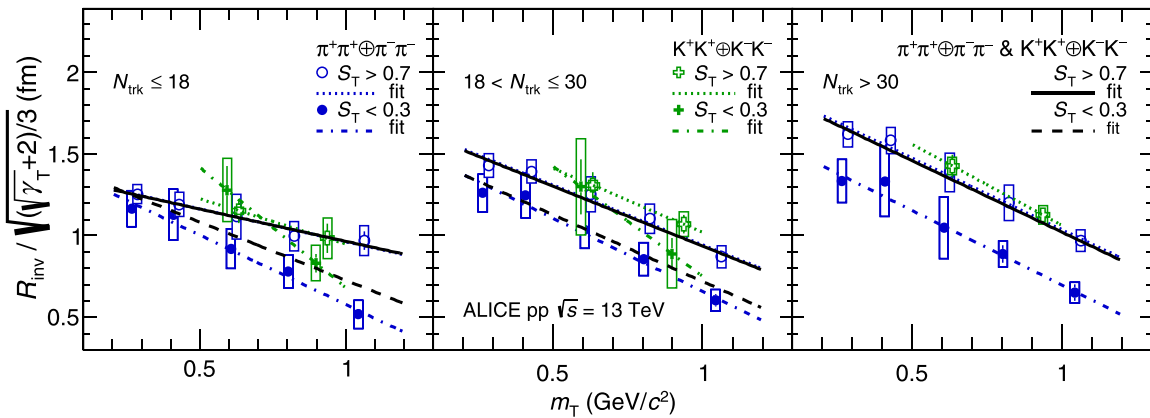 R_inv / √((√γ_T+2)/3 (fm)
2
1.5
1
0.5
N_trk ≤ 18
π⁺π⁺⊕π⁻π⁻
S_T > 0.7
fit
S_T < 0.3
fit
18 < N_trk ≤ 30
K⁺K⁺⊕K⁻K⁻
S_T > 0.7
fit
S_T < 0.3
fit
ALICE pp √s = 13 TeV
N_trk > 30
π⁺π⁺⊕π⁻π⁻ & K⁺K⁺⊕K⁻K⁻
S_T > 0.7
fit
S_T < 0.3
fit
0.5 1 0.5 1 0.5 1
m_T (GeV/c²)